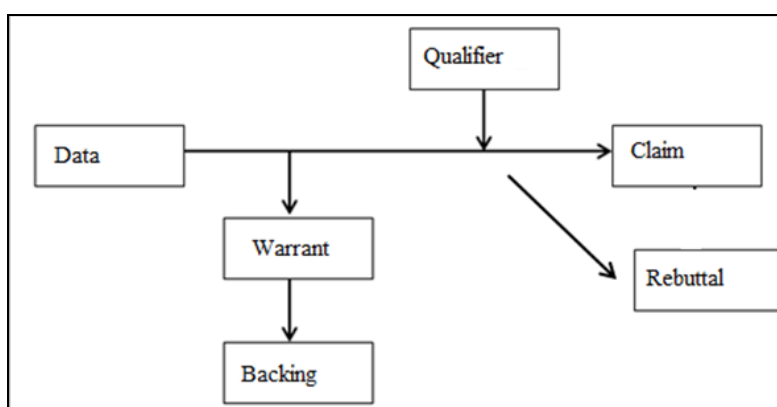 Qualifier
Data
Claim
Warrant
Rebuttal
Backing